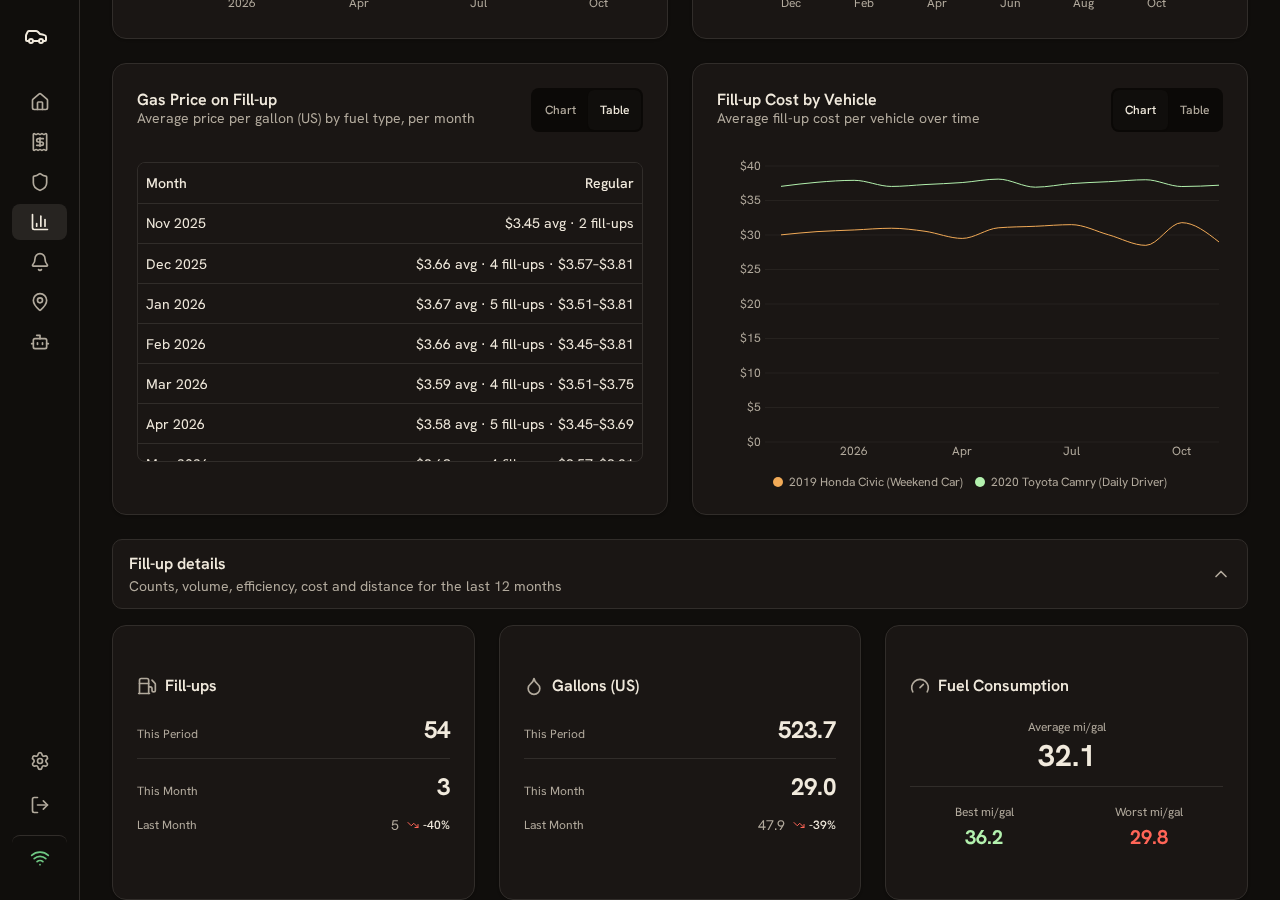 2026 Apr Jul Oct
Dec Feb Apr Jun Aug Oct
Gas Price on Fill-up
Average price per gallon (US) by fuel type, per month
Chart Table
Month Regular
Nov 2025 $3.45 avg · 2 fill-ups
Dec 2025 $3.66 avg · 4 fill-ups · $3.57–$3.81
Jan 2026 $3.67 avg · 5 fill-ups · $3.51–$3.81
Feb 2026 $3.66 avg · 4 fill-ups · $3.45–$3.81
Mar 2026 $3.59 avg · 4 fill-ups · $3.51–$3.75
Apr 2026 $3.58 avg · 5 fill-ups · $3.45–$3.69
Fill-up Cost by Vehicle
Average fill-up cost per vehicle over time
Chart Table
$40
$35
$30
$25
$20
$15
$10
$5
$0
2026 Apr Jul Oct
2019 Honda Civic (Weekend Car) 2020 Toyota Camry (Daily Driver)
Fill-up details
Counts, volume, efficiency, cost and distance for the last 12 months
Fill-ups
This Period 54
This Month 3
Last Month 5 -40%
Gallons (US)
This Period 523.7
This Month 29.0
Last Month 47.9 -39%
Fuel Consumption
Average mi/gal
32.1
Best mi/gal Worst mi/gal
36.2 29.8